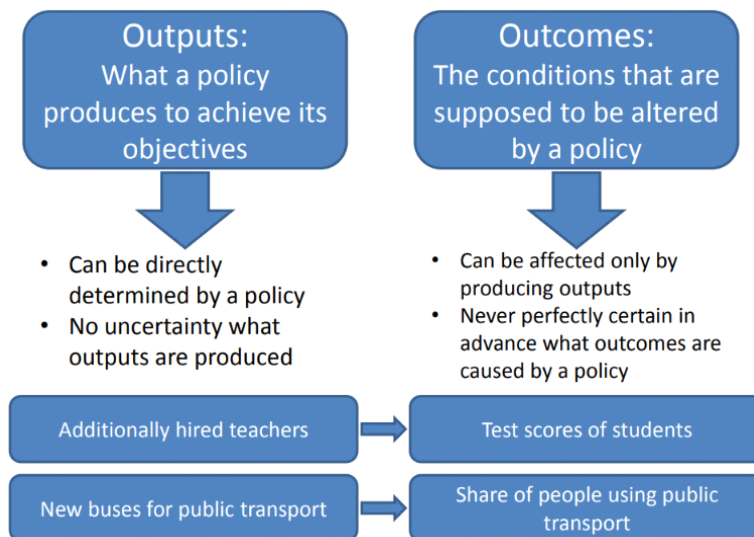 Outputs:
What a policy
produces to achieve its
objectives
• Can be directly
determined by a policy
• No uncertainty what
outputs are produced
Outcomes:
The conditions that are
supposed to be altered
by a policy
• Can be affected only by
producing outputs
• Never perfectly certain in
advance what outcomes are
caused by a policy
Additionally hired teachers
Test scores of students
New buses for public transport
Share of people using public
transport